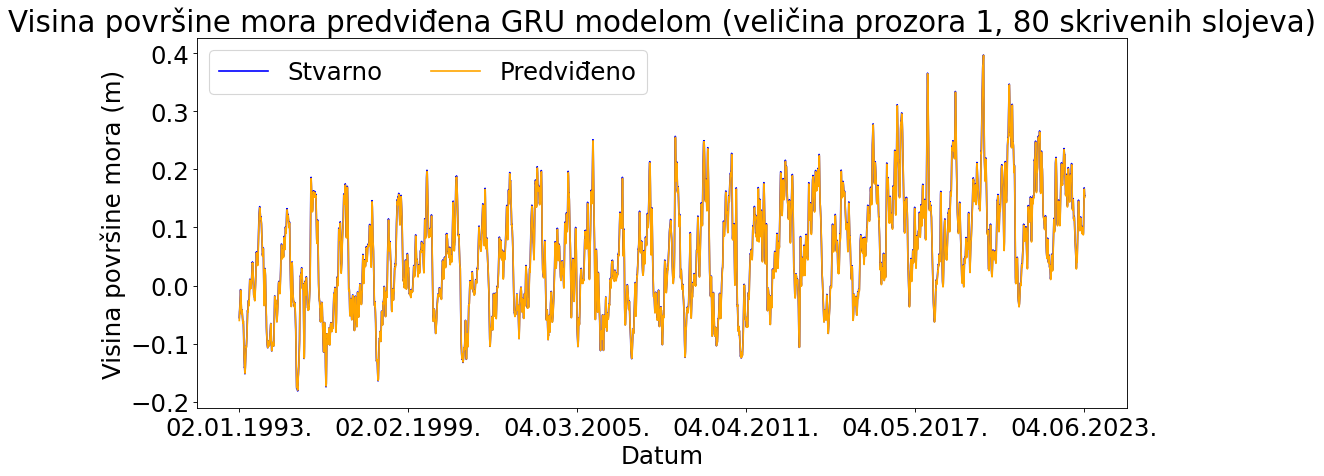 Visina površine mora predviđena GRU modelom (veličina prozora 1, 80 skrivenih slojeva)
Stvarno Predviđeno
Visina površine mora (m)
0.4
0.3
0.2
0.1
0.0
−0.1
−0.2
02.01.1993. 02.02.1999. 04.03.2005. 04.04.2011. 04.05.2017. 04.06.2023.
Datum